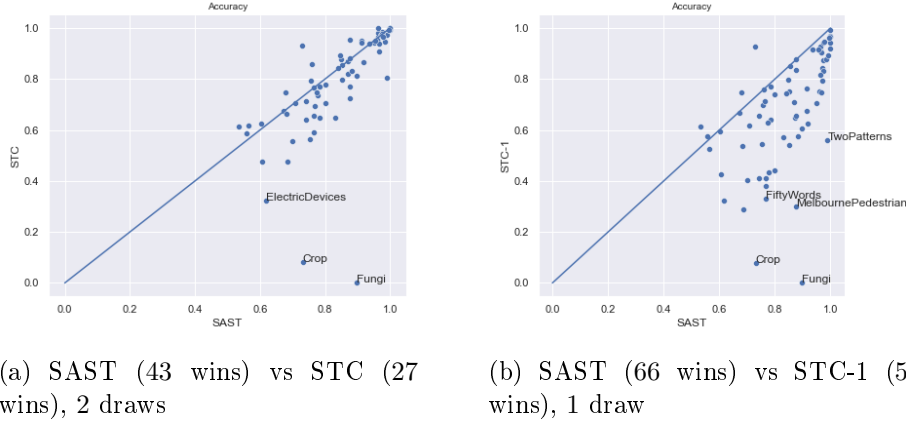 Accuracy
1.0
0.8
0.6
0.4
0.2
0.0
STC
ElectricDevices
Crop
Fungi
0.0 0.2 0.4 0.6 0.8 1.0
SAST
Accuracy
1.0
0.8
0.6
0.4
0.2
0.0
STC-1
TwoPatterns
FiftyWords
MelbournePedestrian
Crop
Fungi
0.0 0.2 0.4 0.6 0.8 1.0
SAST
(a) SAST (43 wins) vs STC (27
wins), 2 draws
(b) SAST (66 wins) vs STC-1 (5
wins), 1 draw